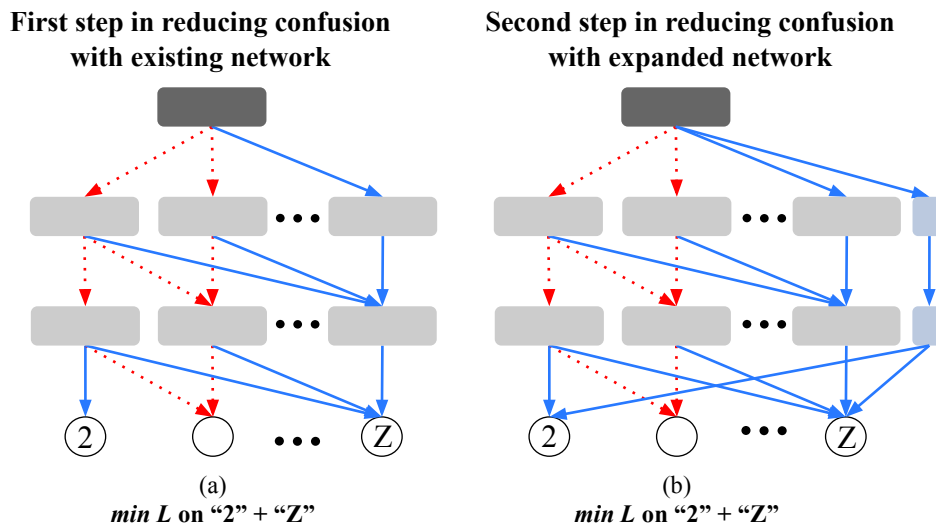 First step in reducing confusion
with existing network
2
Z
(a)
min L on “2” + “Z”
Second step in reducing confusion
with expanded network
2
Z
(b)
min L on “2” + “Z”